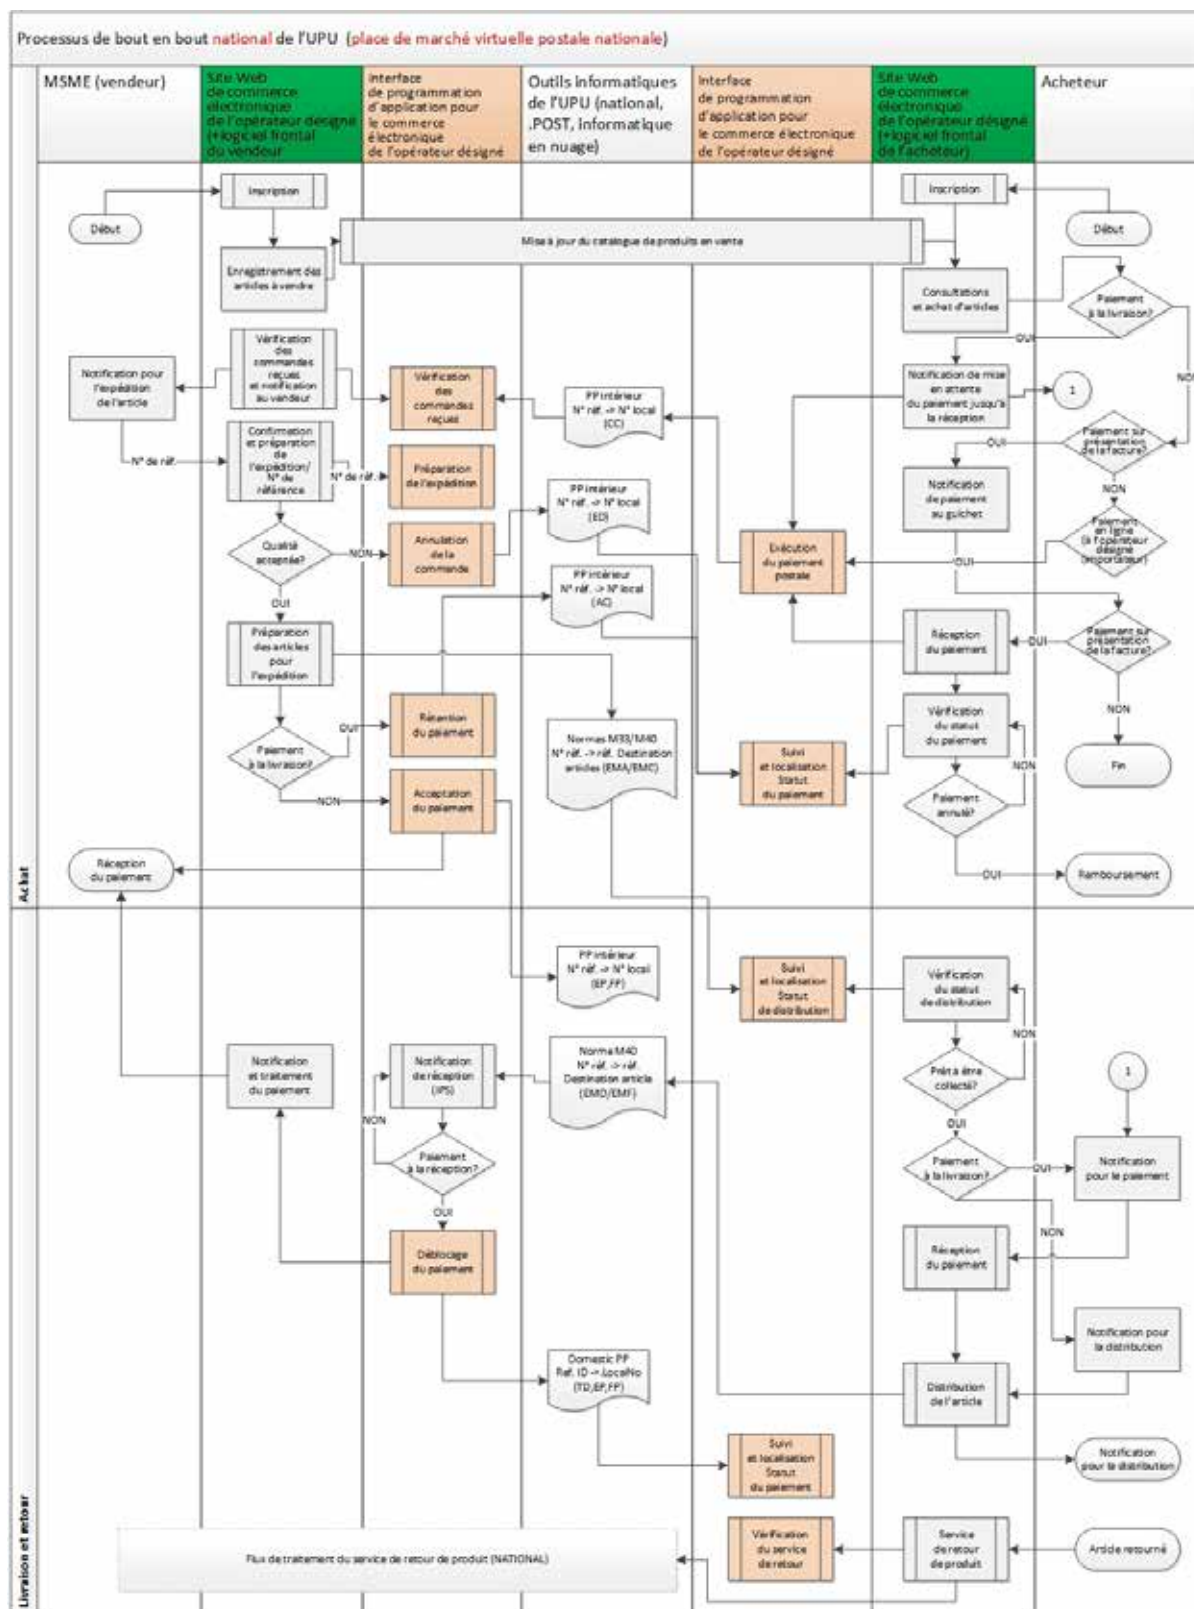 Processus de bout en bout national de l'UPU (place de marché virtuelle postale nationale)
MSME (vendeur)
Site Web
de commerce
électronique
de l'opérateur désigné
(+logiciel frontal
du vendeur
Interface
de programmation
d'application pour
le commerce
électronique
de l'opérateur désigné
Outils informatiques
de l'UPU (national,
.POST, informatique
en nuage)
Interface
de programmation
d'application pour
le commerce électronique
de l'opérateur désigné
Site Web
de commerce
électronique
de l'opérateur désigné
(+logiciel frontal
de l'acheteur)
Acheteur
Inscription
Inscription
Début
Début
Mise à jour du catalogue de produits en vente
Enregistrement des
articles à vendre
Consultations
et achat d'articles
Paiement
à la livraison?
OUI
NON
Notification pour
l'expédition
de l'article
Vérification
des
commandes
reçues
et notification
au vendeur
Vérification
des
commandes
reçues
PP intérieur
N° réf. -> N° local
(CC)
Notification de mise
en attente
du paiement jusqu'à
la réception
1
N° de réf.
Confirmation
et préparation
de l'expédition/
N° de
référence
N° de réf.
Préparation
de l'expédition
Paiement sur
présentation
de la facture?
OUI
NON
PP intérieur
N° réf. -> N° local
(ED)
Notification
de paiement
au guichet
Qualité
acceptée?
NON
OUI
Annulation
de la
commande
PP intérieur
N° réf. -> N° local
(AC)
Exécution
du paiement
postale
OUI
Paiement
en ligne
(à l'opérateur
désigné
importateur)
Préparation
des articles
pour
l'expédition
Réception
du paiement
OUI
Paiement sur
présentation
de la facture?
NON
Paiement
à la livraison?
OUI
NON
Rétention
du paiement
Normes M33/M40
N° réf. -> réf. Destination
articles (EMA/EMC)
Suivi
et localisation
Statut
du paiement
Vérification
du statut
du paiement
NON
Fin
Acceptation
du paiement
Paiement
annulé?
OUI
Remboursement
Réception
du paiement
Achat
PP intérieur
N° réf. -> N° local
(EP,FP)
Suivi
et localisation
Statut
de distribution
Vérification
du statut
de distribution
NON
Notification
et traitement
du paiement
Notification
de réception
(IPS)
Norme M40
N° réf. -> réf.
Destination article
(EMD/EMF)
Prêt à être
collecté?
OUI
1
NON
Paiement
à la réception?
OUI
Paiement
à la livraison?
OUI
NON
Notification
pour le paiement
Déblocage
du paiement
Réception
du paiement
Notification pour
la distribution
Domestic PP
Ref. ID -> LocalNo
(TD,EP,FP)
Distribution
de l'article
Suivi
et localisation
Statut
du paiement
Notification
pour la distribution
Livraison et retour
Flux de traitement du service de retour de produit (NATIONAL)
Vérification
du service
de retour
Service
de retour
de produit
Article retourné